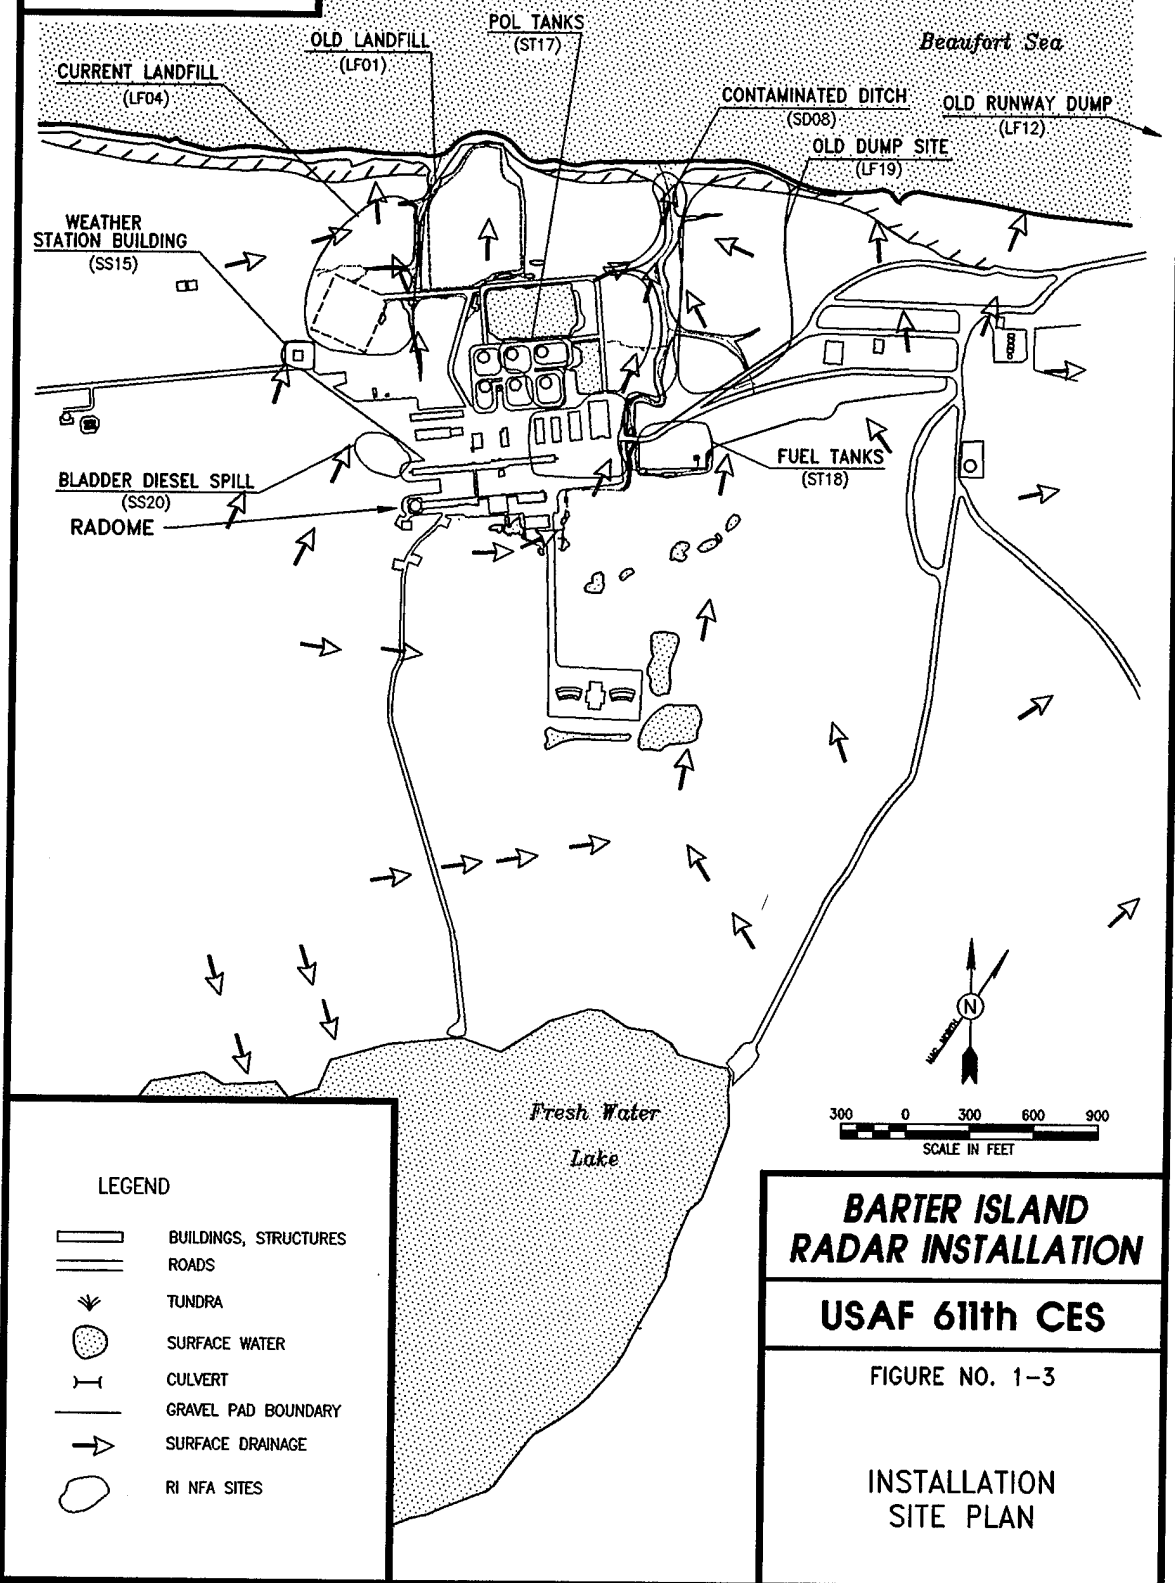 POL TANKS
(ST17)
OLD LANDFILL
(LF01)
Beaufort Sea
CURRENT LANDFILL
(LF04)
CONTAMINATED DITCH
(SD08)
OLD RUNWAY DUMP
(LF12)
OLD DUMP SITE
(LF19)
WEATHER
STATION BUILDING
(SS15)
BLADDER DIESEL SPILL
(SS20)
FUEL TANKS
(ST18)
RADOME
N
MAG. NORTH
300 0 300 600 900
SCALE IN FEET
Fresh Water
Lake
LEGEND
BUILDINGS, STRUCTURES
ROADS
TUNDRA
SURFACE WATER
CULVERT
GRAVEL PAD BOUNDARY
SURFACE DRAINAGE
RI NFA SITES
BARTER ISLAND
RADAR INSTALLATION
USAF 611th CES
FIGURE NO. 1-3
INSTALLATION
SITE PLAN